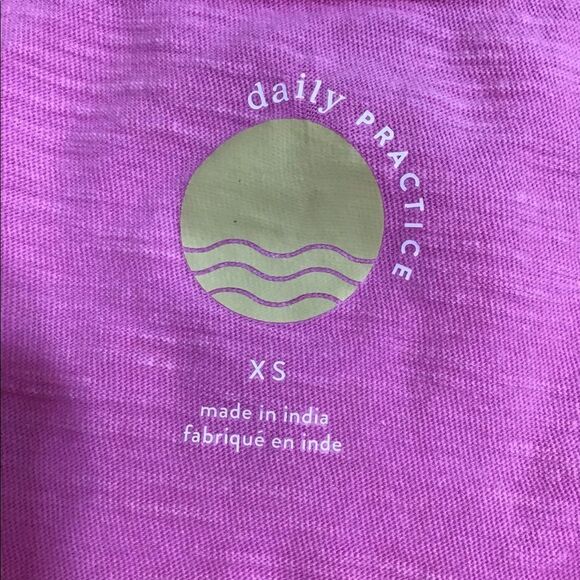 daily PRACTICE
XS
made in india
fabriqué en inde